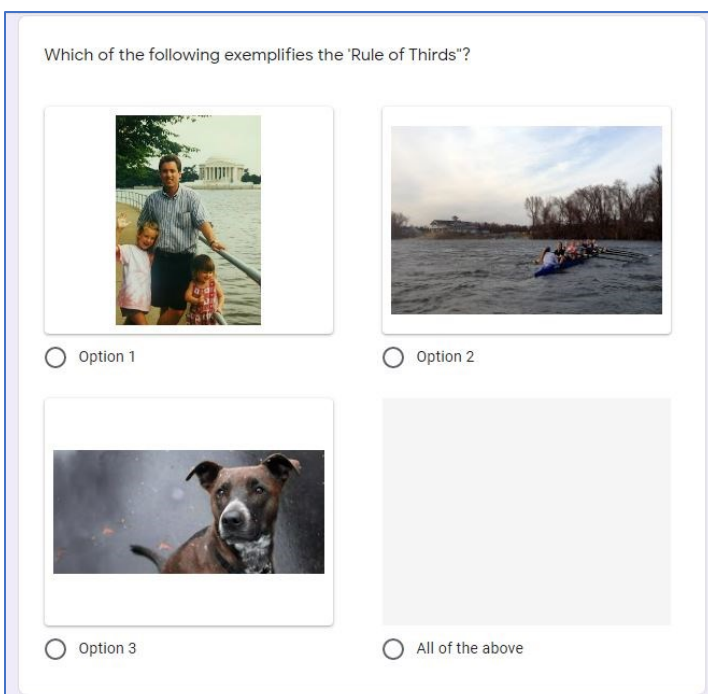 Which of the following exemplifies the 'Rule of Thirds"?
Option 1
Option 2
Option 3
All of the above